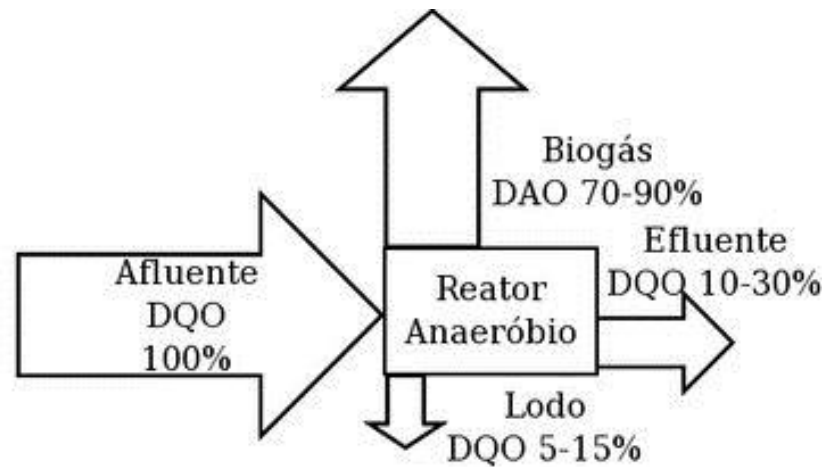 Biogás
DAO 70-90%
Efluente
DQO 10-30%
Afluente
DQO
100%
Reator
Anaeróbio
Lodo
DQO 5-15%